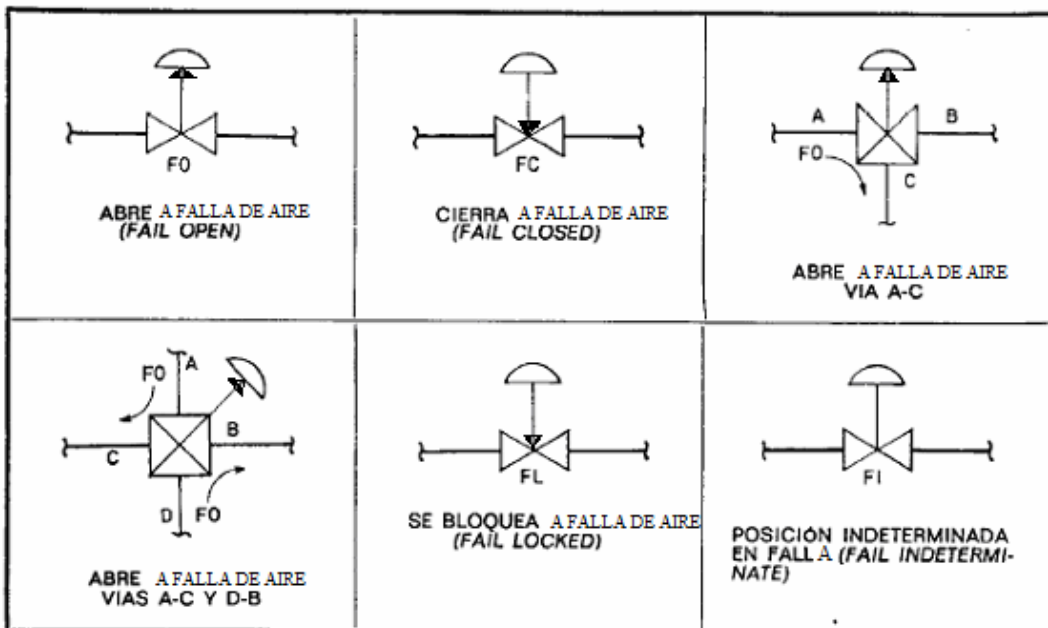 FO
ABRE A FALLA DE AIRE
(FAIL OPEN)
FC
CIERRA A FALLA DE AIRE
(FAIL CLOSED)
A
B
FO
C
ABRE A FALLA DE AIRE
VIA A-C
A
FO
B
C
D
FO
ABRE A FALLA DE AIRE
VIAS A-C Y D-B
FL
SE BLOQUEA A FALLA DE AIRE
(FAIL LOCKED)
FI
POSICIÓN INDETERMINADA
EN FALLA (FAIL INDETERMI-
NATE)